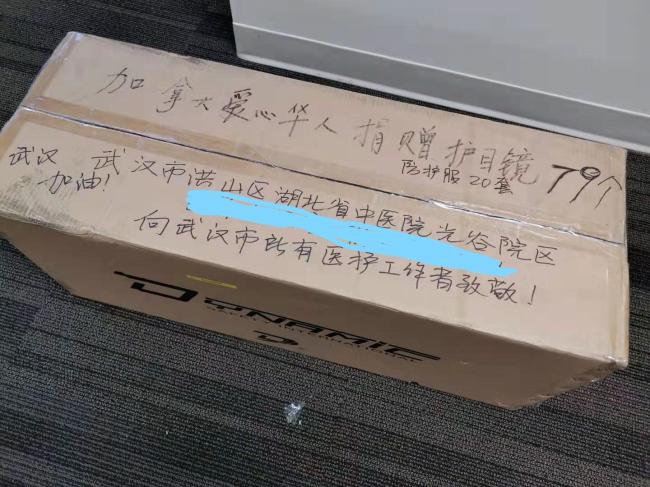 加拿大爱心华人捐赠护目镜79个
防护服20套
武汉加油!
武汉市洪山区湖北省中医院光谷院区
向武汉市所有医护工作者致敬!
DYNAMIC